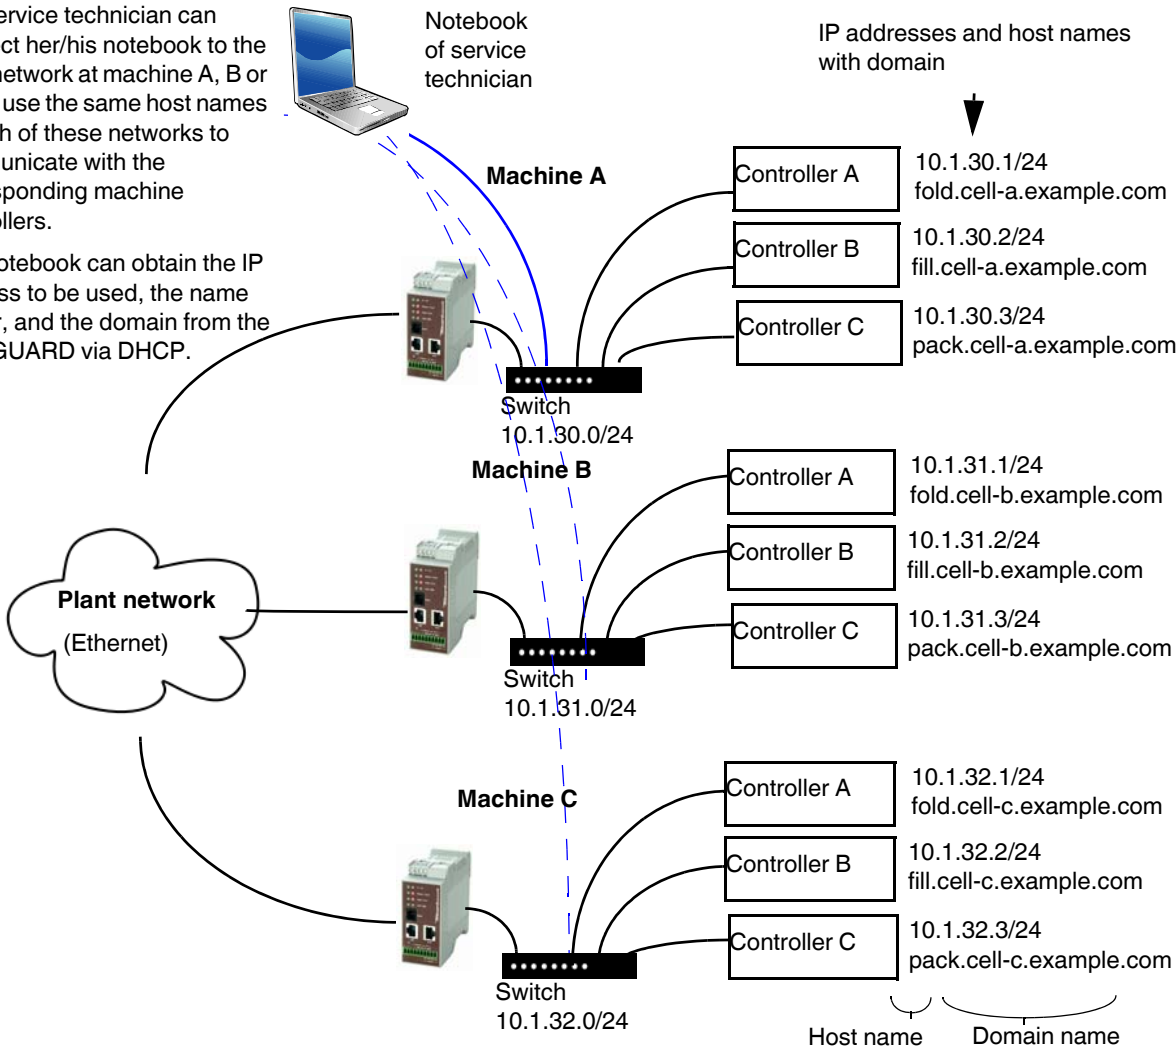 ervice technician can
ect her/his notebook to the
network at machine A, B or
use the same host names
h of these networks to
unicate with the
sponding machine
ollers.
otebook can obtain the IP
ss to be used, the name
r, and the domain from the
GUARD via DHCP.
Notebook
of service
technician
IP addresses and host names
with domain
Machine A
Controller A
10.1.30.1/24
fold.cell-a.example.com
Controller B
10.1.30.2/24
fill.cell-a.example.com
Controller C
10.1.30.3/24
pack.cell-a.example.com
Switch
10.1.30.0/24
Machine B
Controller A
10.1.31.1/24
fold.cell-b.example.com
Controller B
10.1.31.2/24
fill.cell-b.example.com
Controller C
10.1.31.3/24
pack.cell-b.example.com
Switch
10.1.31.0/24
Plant network
(Ethernet)
Machine C
Controller A
10.1.32.1/24
fold.cell-c.example.com
Controller B
10.1.32.2/24
fill.cell-c.example.com
Controller C
10.1.32.3/24
pack.cell-c.example.com
Switch
10.1.32.0/24
Host name
Domain name